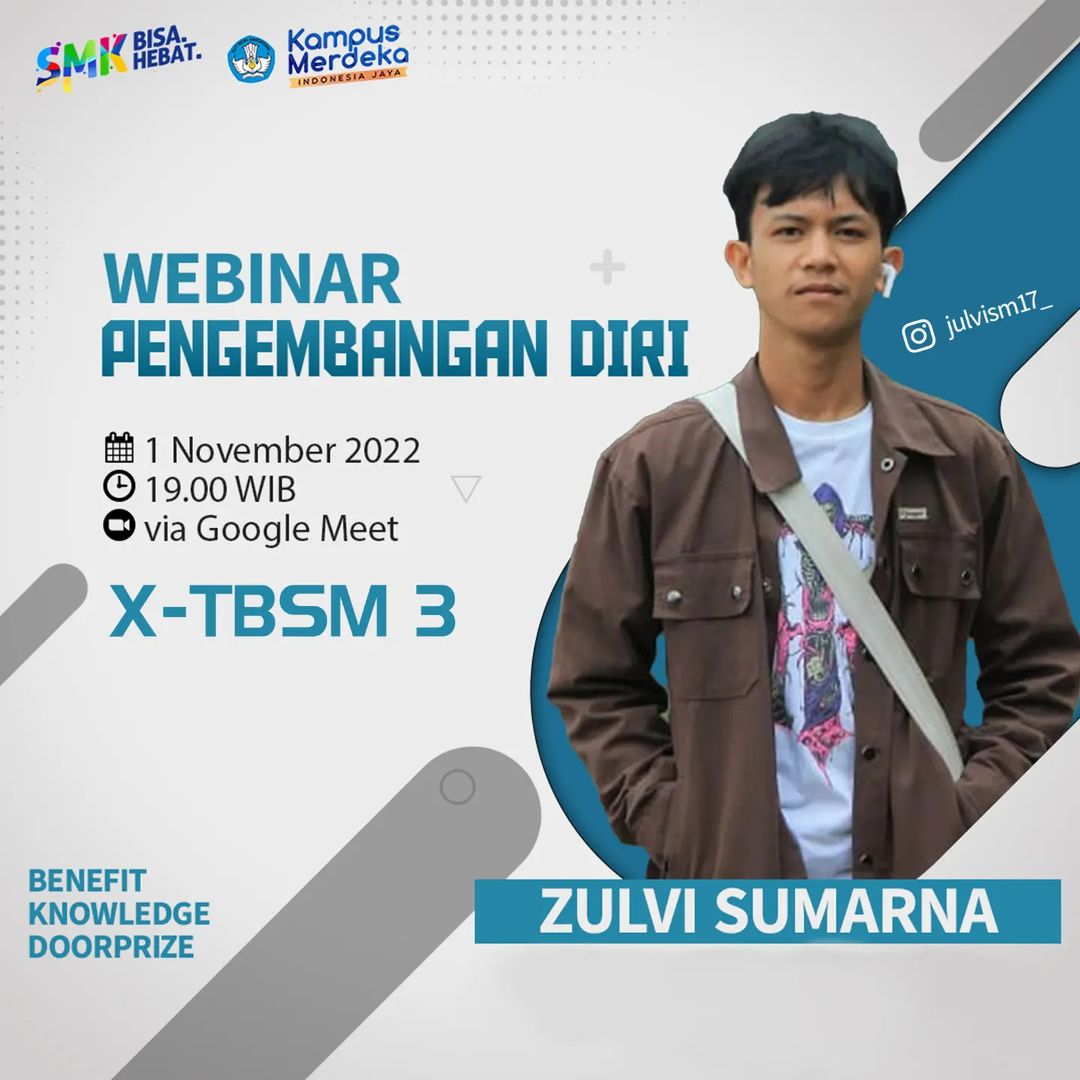 SMK BISA.
HEBAT.
Kampus
Merdeka
INDONESIA JAYA
WEBINAR
PENGEMBANGAN DIRI
julvism17_
1 November 2022
19.00 WIB
via Google Meet
X-TBSM 3
BENEFIT
KNOWLEDGE
DOORPRIZE
ZULVI SUMARNA